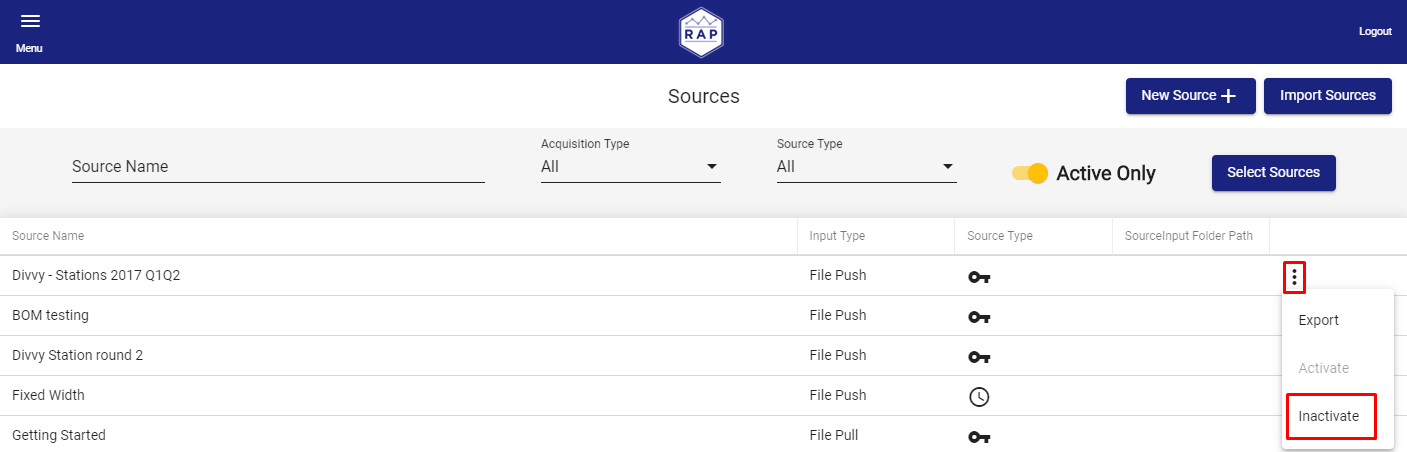 Menu
RAP
Logout
Sources
New Source
Import Sources
Source Name
Acquisition Type
All
Source Type
All
Active Only
Select Sources
Source Name Input Type Source Type SourceInput Folder Path
Divvy - Stations 2017 Q1Q2 File Push
BOM testing File Push
Divvy Station round 2 File Push
Fixed Width File Push
Getting Started File Pull
Export
Activate
Inactivate